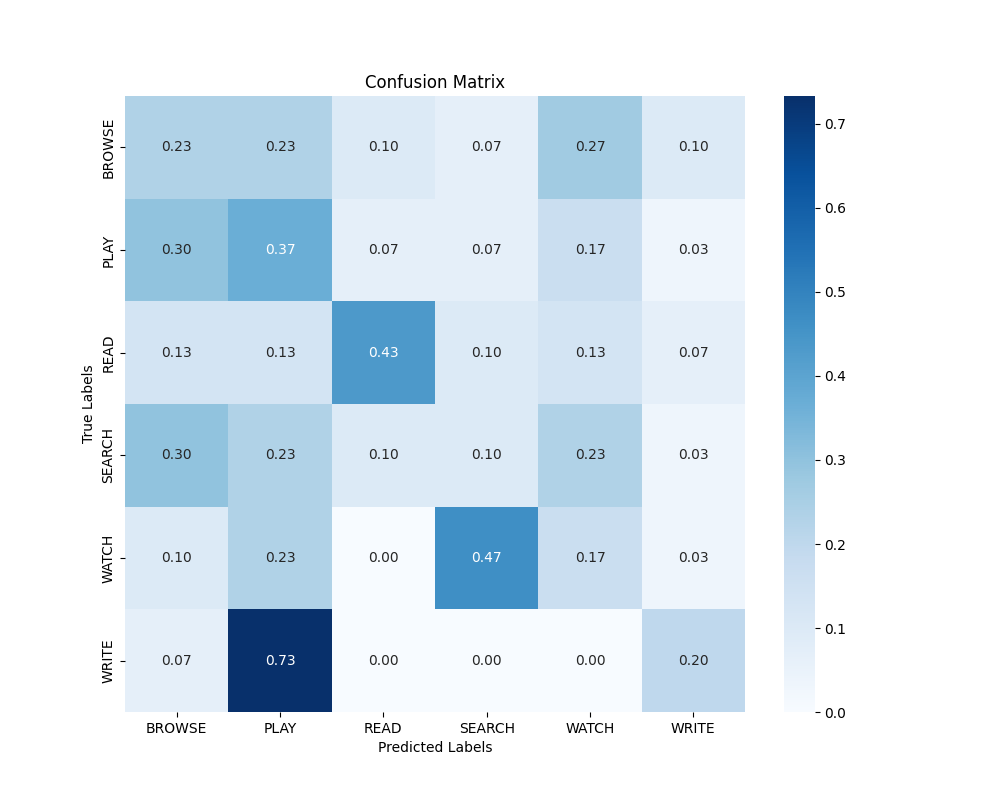 Confusion Matrix
BROWSE 0.23 0.23 0.10 0.07 0.27 0.10
PLAY 0.30 0.37 0.07 0.07 0.17 0.03
READ 0.13 0.13 0.43 0.10 0.13 0.07
SEARCH 0.30 0.23 0.10 0.10 0.23 0.03
WATCH 0.10 0.23 0.00 0.47 0.17 0.03
WRITE 0.07 0.73 0.00 0.00 0.00 0.20
True Labels
BROWSE PLAY READ SEARCH WATCH WRITE
Predicted Labels
0.7
0.6
0.5
0.4
0.3
0.2
0.1
0.0